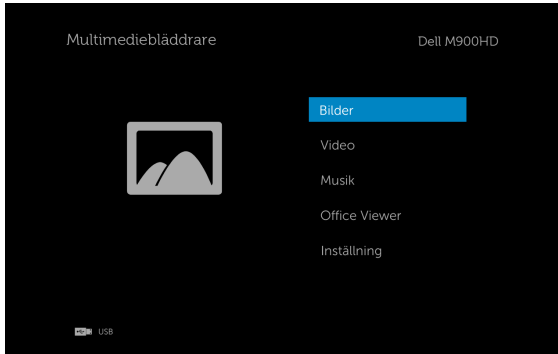 Multimediebläddrare
Dell M900HD
Bilder
Video
Musik
Office Viewer
Inställning
USB